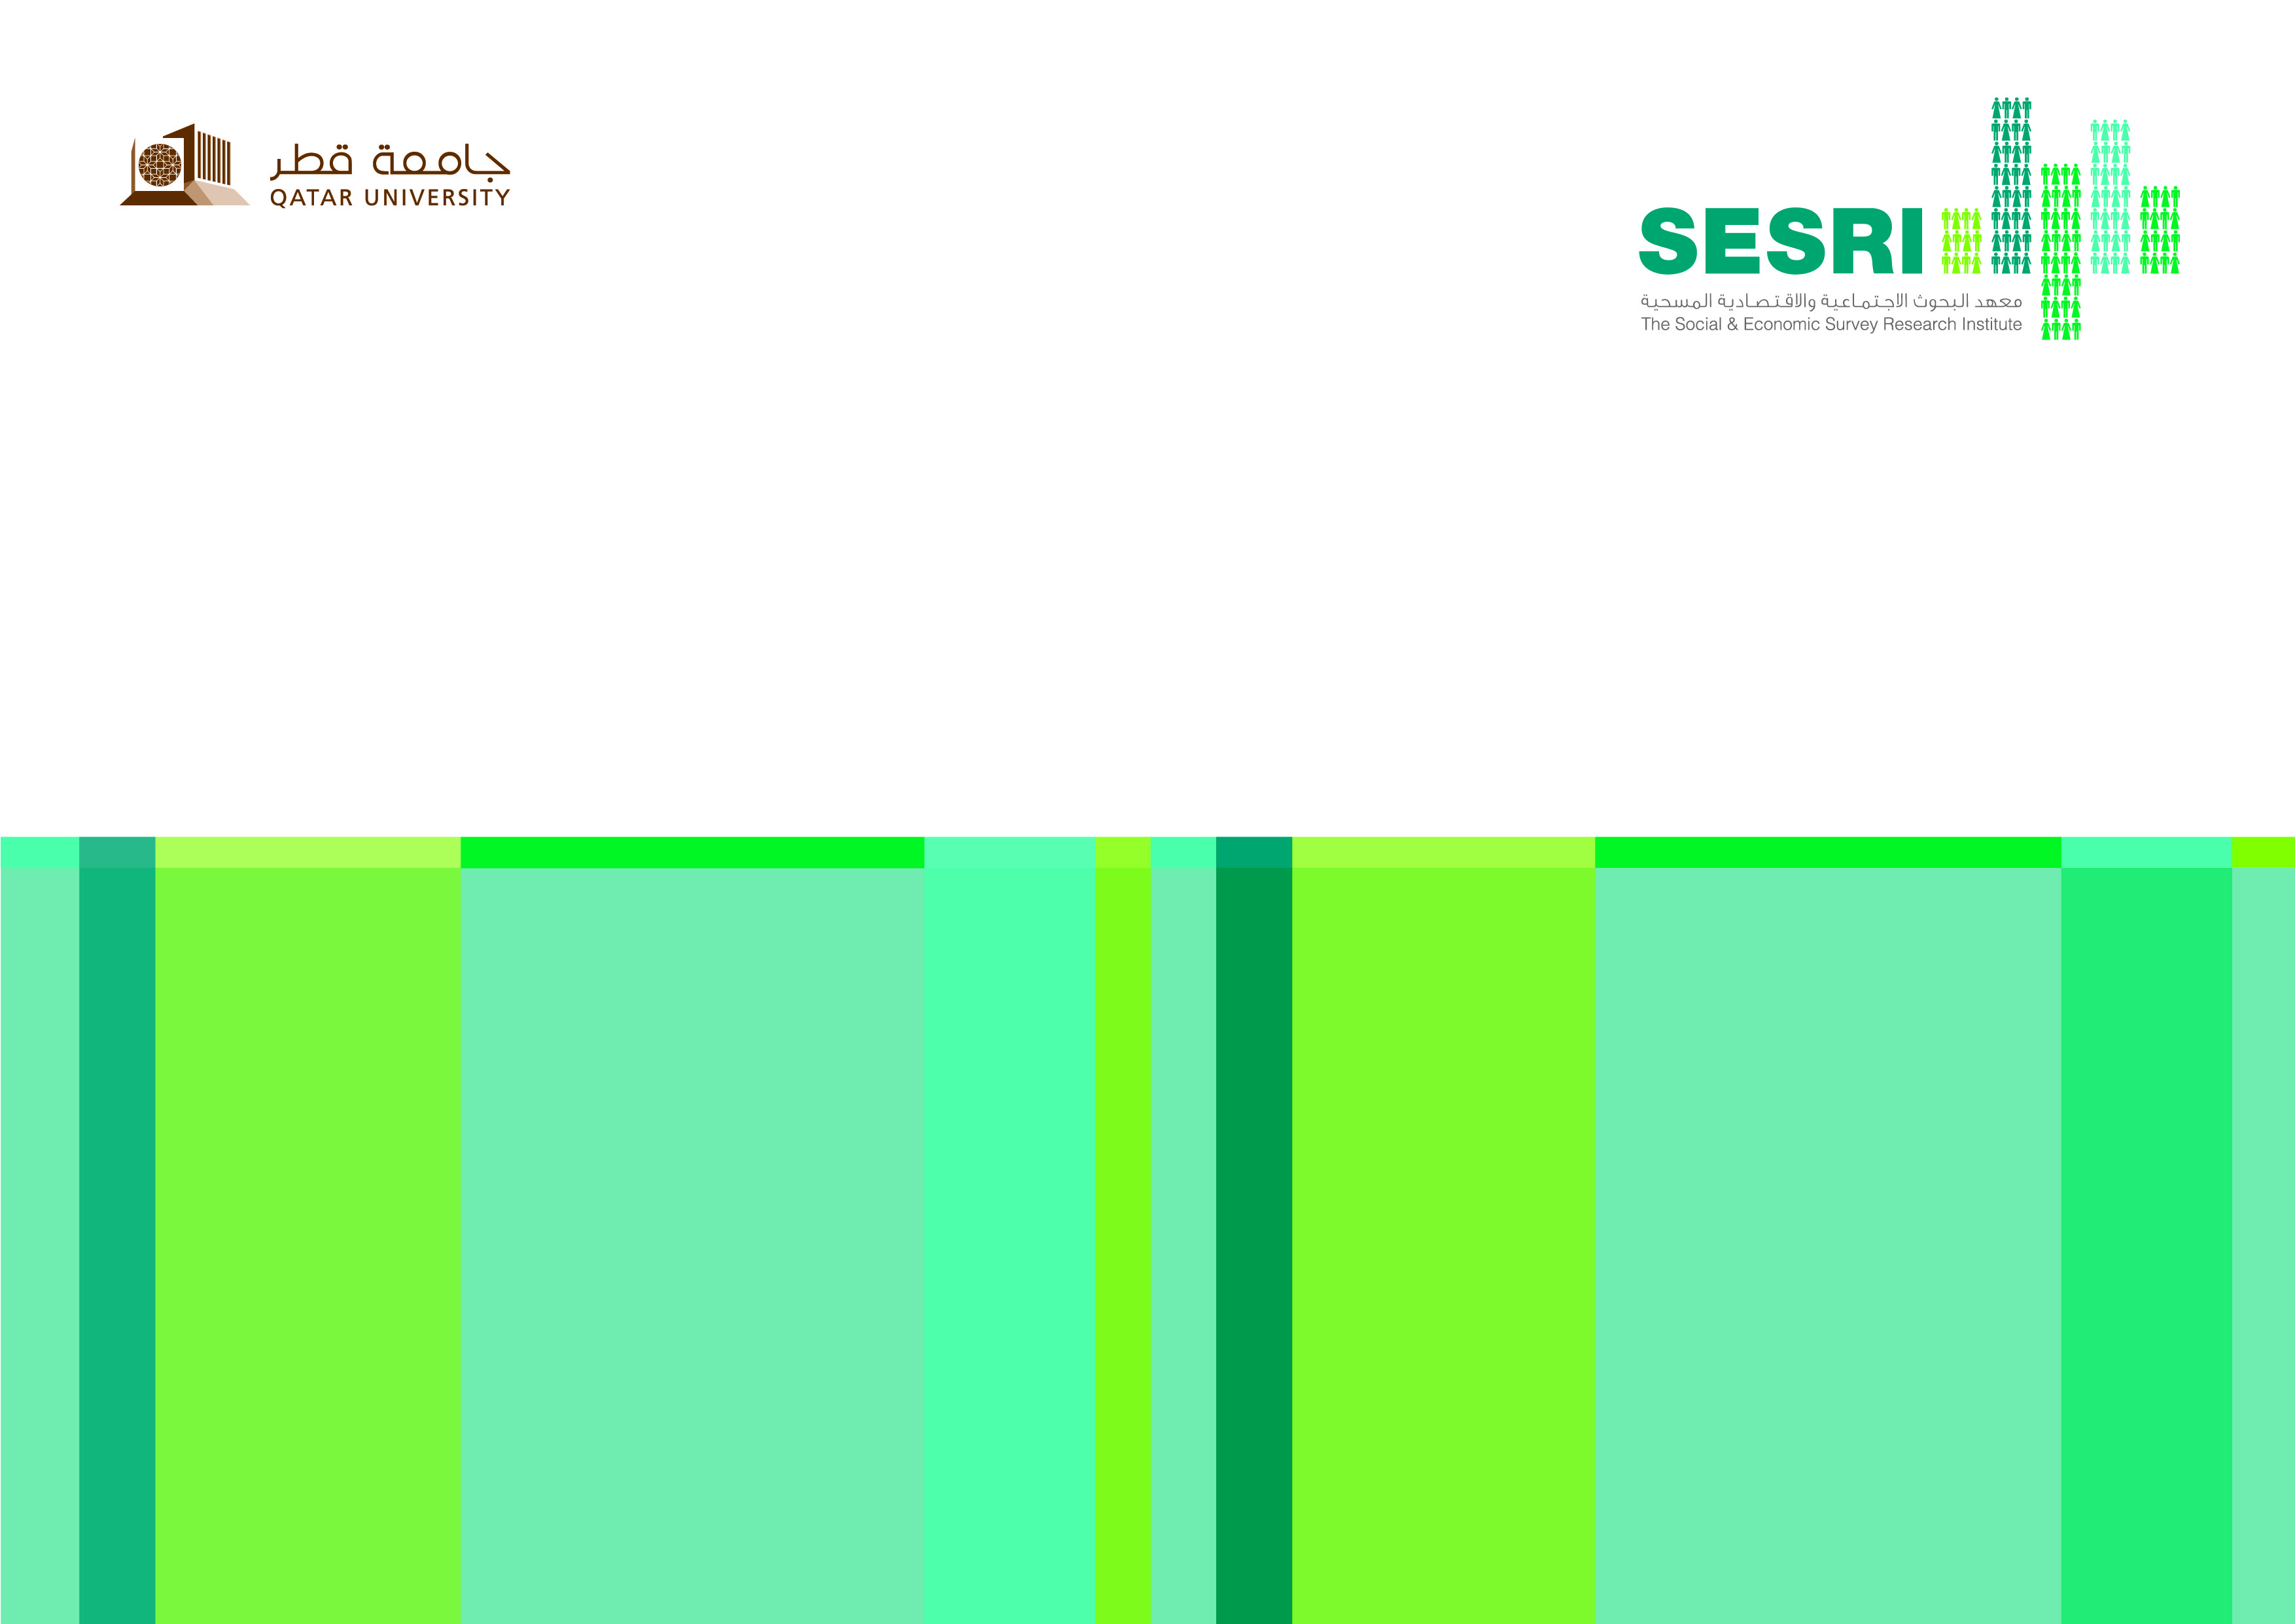 جامعة قطر
QATAR UNIVERSITY
SESRI
معهد البحوث الاجتماعية والاقتصادية المسحية
The Social & Economic Survey Research Institute